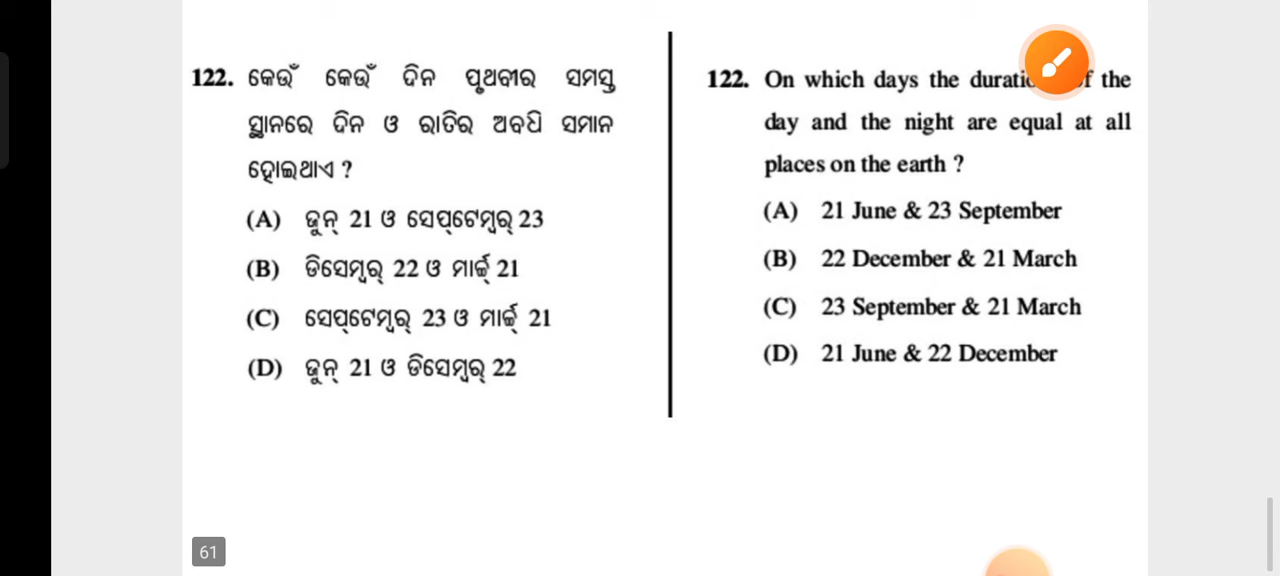 122. କେଉଁ କେଉଁ ଦିନ ପୃଥିବୀର ସମସ୍ତ
ସ୍ଥାନରେ ଦିନ ଓ ରାତିର ଅବଧି ସମାନ
ହୋଇଥାଏ ?
(A) ଜୁନ୍ 21 ଓ ସେପ୍ଟେମ୍ବର୍ 23
(B) ଡିସେମ୍ବର୍ 22 ଓ ମାର୍ଚ୍ଚ୍ 21
(C) ସେପ୍ଟେମ୍ବର୍ 23 ଓ ମାର୍ଚ୍ଚ୍ 21
(D) ଜୁନ୍ 21 ଓ ଡିସେମ୍ବର୍ 22
122. On which days the of the
day and the night are equal at all
places on the earth ?
(A) 21 June & 23 September
(B) 22 December & 21 March
(C) 23 September & 21 March
(D) 21 June & 22 December
61